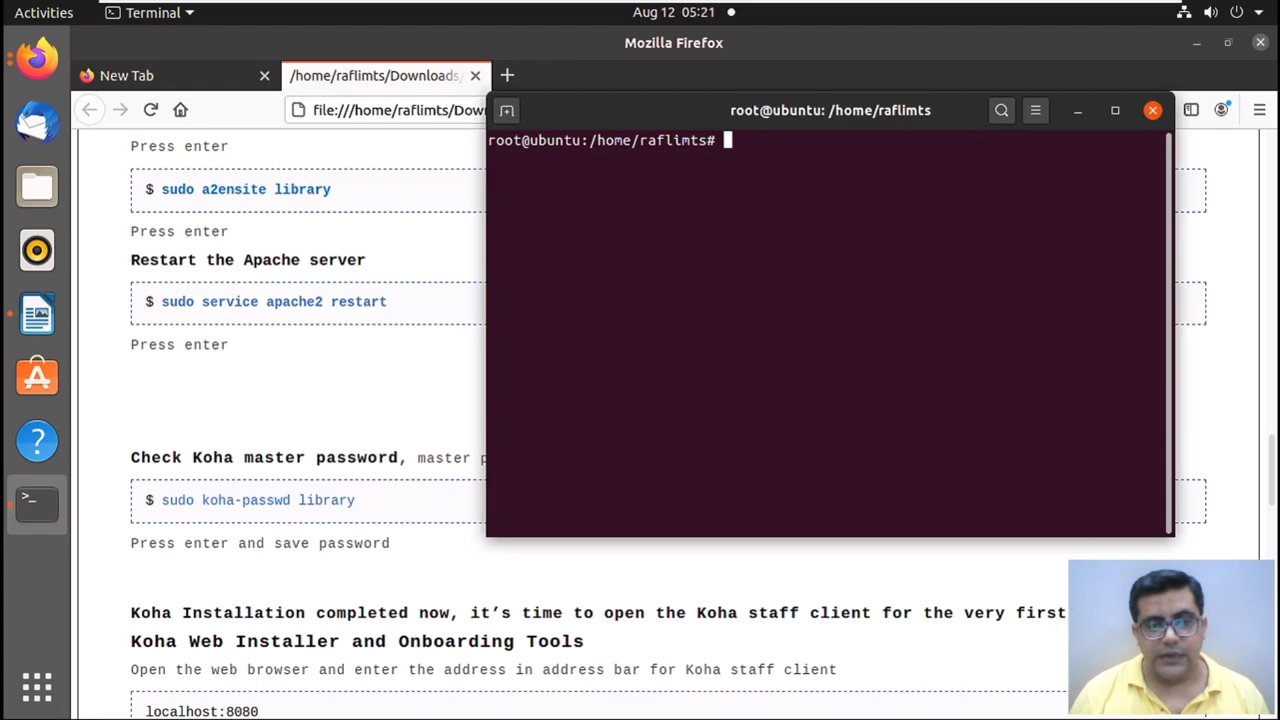 Activities
Terminal
Aug 12 05:21
Mozilla Firefox
New Tab
/home/raflimts/Downloads/
file:///home/raflimts/Down
root@ubuntu: /home/raflimts
root@ubuntu:/home/raflimts#
Press enter
$ sudo a2ensite library
Press enter
Restart the Apache server
$ sudo service apache2 restart
Press enter
Check Koha master password, master p
$ sudo koha-passwd library
Press enter and save password
Koha Installation completed now, it’s time to open the Koha staff client for the very first
Koha Web Installer and Onboarding Tools
Open the web browser and enter the address in address bar for Koha staff client
localhost:8080